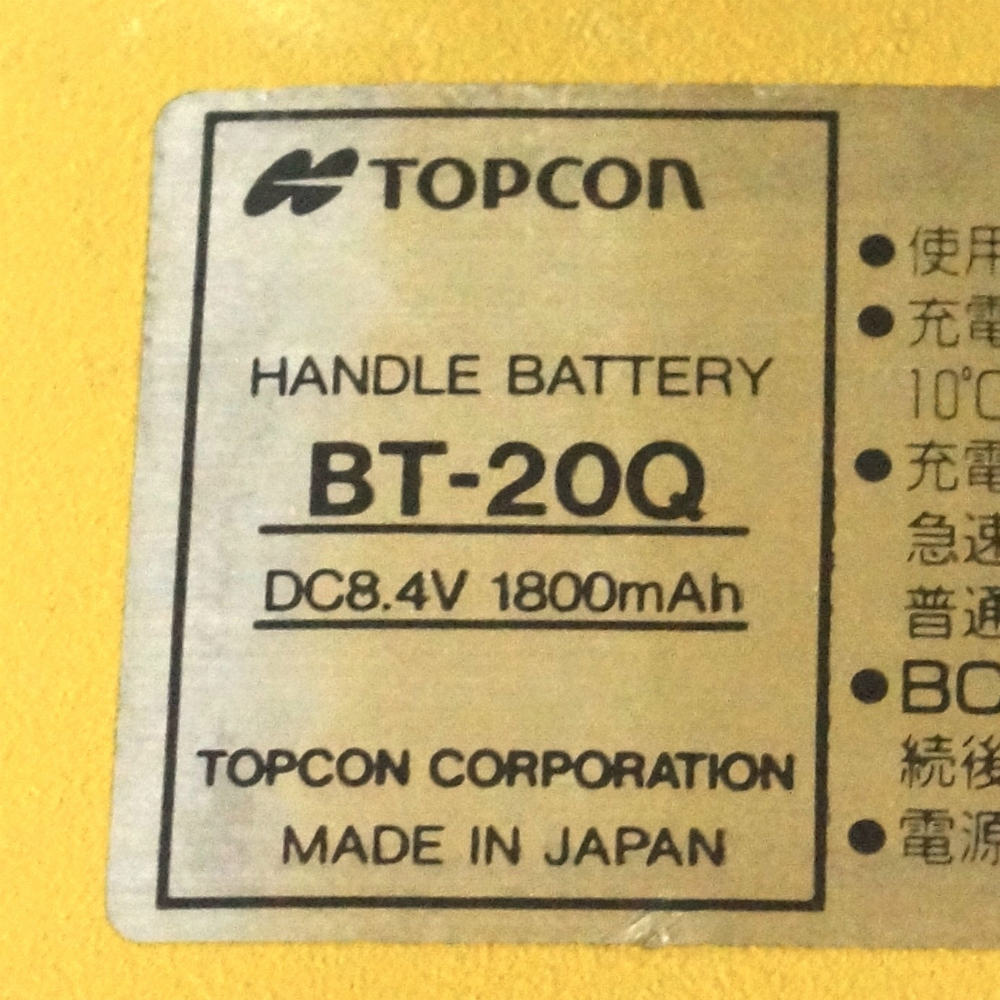 TOPCON
HANDLE BATTERY
BT-20Q
DC8.4V 1800mAh
TOPCON CORPORATION
MADE IN JAPAN
●使用
●充電
10℃
●充電
急速
普通
●BC
続後
●電源